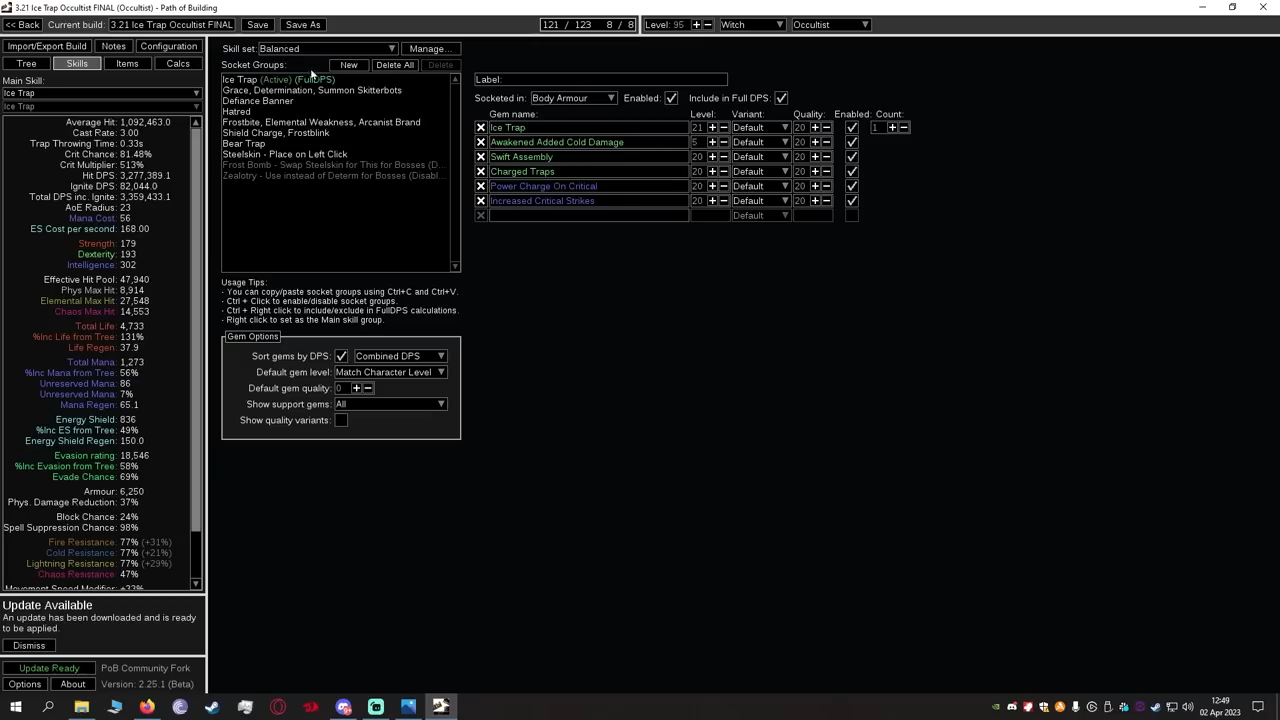 3.21 Ice Trap Occultist FINAL (Occultist) - Path of Building
<< Back Current build: 3.21 Ice Trap Occultist FINAL Save Save As 121 / 123 8 / 8 Level: 95 Witch Occultist
Import/Export Build Notes Configuration
Tree Skills Items Calcs
Main Skill:
Ice Trap
Ice Trap
Average Hit: 1,092,463.0
Cast Rate: 3.00
Trap Throwing Time: 0.33s
Crit Chance: 81.48%
Crit Multiplier: 513%
Hit DPS: 3,277,389.1
Ignite DPS: 82,044.0
Total DPS inc. Ignite: 3,359,433.1
AoE Radius: 23
Mana Cost: 56
ES Cost per second: 168.00
Strength: 179
Dexterity: 193
Intelligence: 302
Effective Hit Pool: 47,940
Phys Max Hit: 8,914
Elemental Max Hit: 27,548
Chaos Max Hit: 14,553
Total Life: 4,733
%Inc Life from Tree: 131%
Life Regen: 37.9
Total Mana: 1,273
%Inc Mana from Tree: 56%
Unreserved Mana: 86
Unreserved Mana: 7%
Mana Regen: 65.1
Energy Shield: 836
%Inc ES from Tree: 49%
Energy Shield Regen: 150.0
Evasion rating: 18,546
%Inc Evasion from Tree: 58%
Evade Chance: 69%
Armour: 6,250
Phys. Damage Reduction: 37%
Block Chance: 24%
Spell Suppression Chance: 98%
Fire Resistance: 77% (+31%)
Cold Resistance: 77% (+21%)
Lightning Resistance: 77% (+29%)
Chaos Resistance: 47%
Movement Speed Modifier: +33%
Update Available
An update has been downloaded and is ready
to be applied.
Dismiss
Update Ready PoB Community Fork
Options About Version: 2.25.1 (Beta)
Skill set: Balanced Manage...
Socket Groups: New Delete All Delete
Ice Trap (Active) (FullDPS)
Grace, Determination, Summon Skitterbots
Defiance Banner
Hatred
Frostbite, Elemental Weakness, Arcanist Brand
Shield Charge, Frostblink
Bear Trap
Steelskin - Place on Left Click
Frost Bomb - Swap Steelskin for This for Bosses (D...
Zealotry - Use instead of Determ for Bosses (Disabl...
Usage Tips:
- You can copy/paste socket groups using Ctrl+C and Ctrl+V.
- Ctrl + Click to enable/disable socket groups.
- Ctrl + Right click to include/exclude in FullDPS calculations.
- Right click to set as the Main skill group.
Gem Options
Sort gems by DPS: Combined DPS
Default gem level: Match Character Level
Default gem quality: 0
Show support gems: All
Show quality variants:
Label:
Socketed in: Body Armour Enabled: Include in Full DPS:
Gem name: Level: Variant: Quality: Enabled: Count:
Ice Trap 21 Default 20 1
Awakened Added Cold Damage 5 Default 20
Swift Assembly 20 Default 20
Charged Traps 20 Default 20
Power Charge On Critical 20 Default 20
Increased Critical Strikes 20 Default 20
Default
12:49
02 Apr 2023